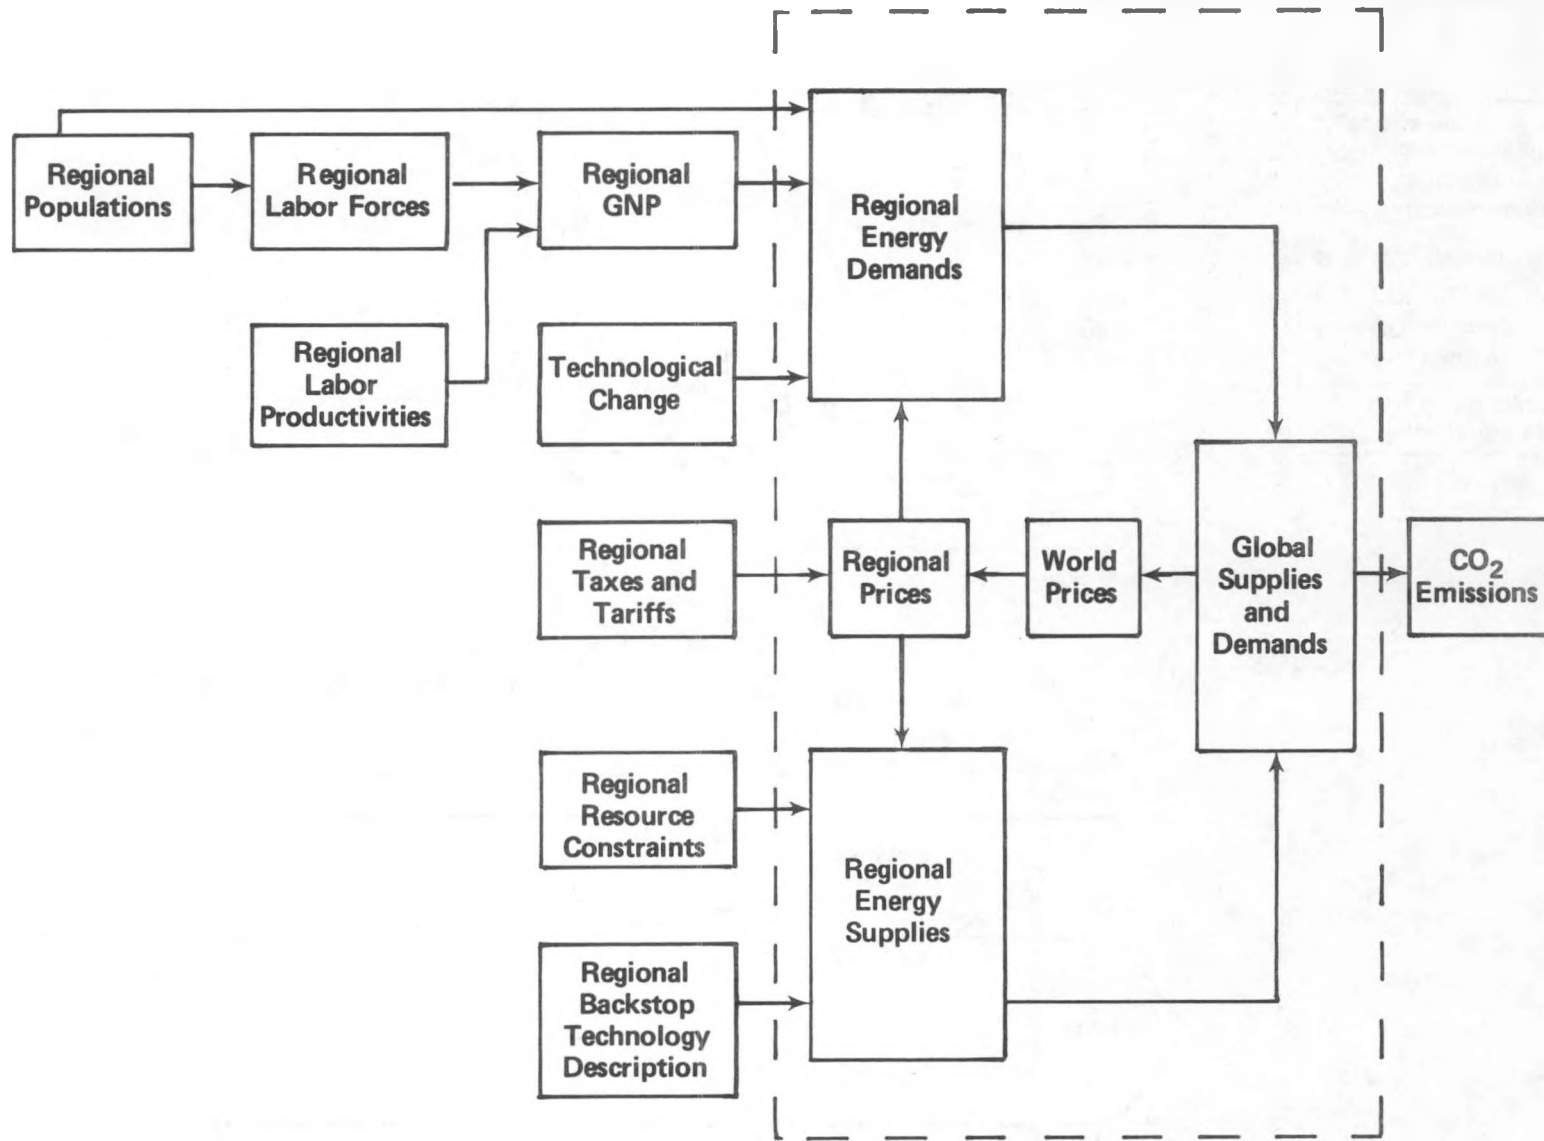 Regional
Populations
Regional
Labor Forces
Regional
GNP
Regional
Energy
Demands
Regional
Labor
Productivities
Technological
Change
Regional
Taxes and
Tariffs
Regional
Prices
World
Prices
Global
Supplies
and
Demands
CO2
Emissions
Regional
Resource
Constraints
Regional
Energy
Supplies
Regional
Backstop
Technology
Description